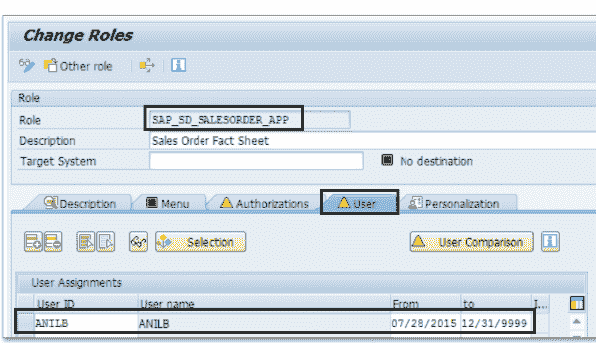 Change Roles
Other role
Role
Role SAP_SD_SALESORDER_APP
Description Sales Order Fact Sheet
Target System No destination
Description Menu Authorizations User Personalization
Selection User Comparison
User Assignments
User ID User name From to I...
ANILB ANILB 07/28/2015 12/31/9999